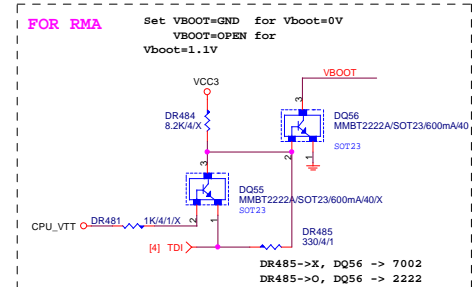 FOR RMA
Set VBOOT=GND for Vboot=0V
VBOOT=OPEN for
Vboot=1.1V
VBOOT
VCC3
3
DR484
8.2K/4/X
DQ56
MMBT2222A/SOT23/600mA/40
SOT23
2
1
3
DQ55
MMBT2222A/SOT23/600mA/40/X
SOT23
2
1
CPU_VTT
DR481
1K/4/1/X
DR485
330/4/1
[4] TDI
DR485->X, DQ56 -> 7002
DR485->O, DQ56 -> 2222